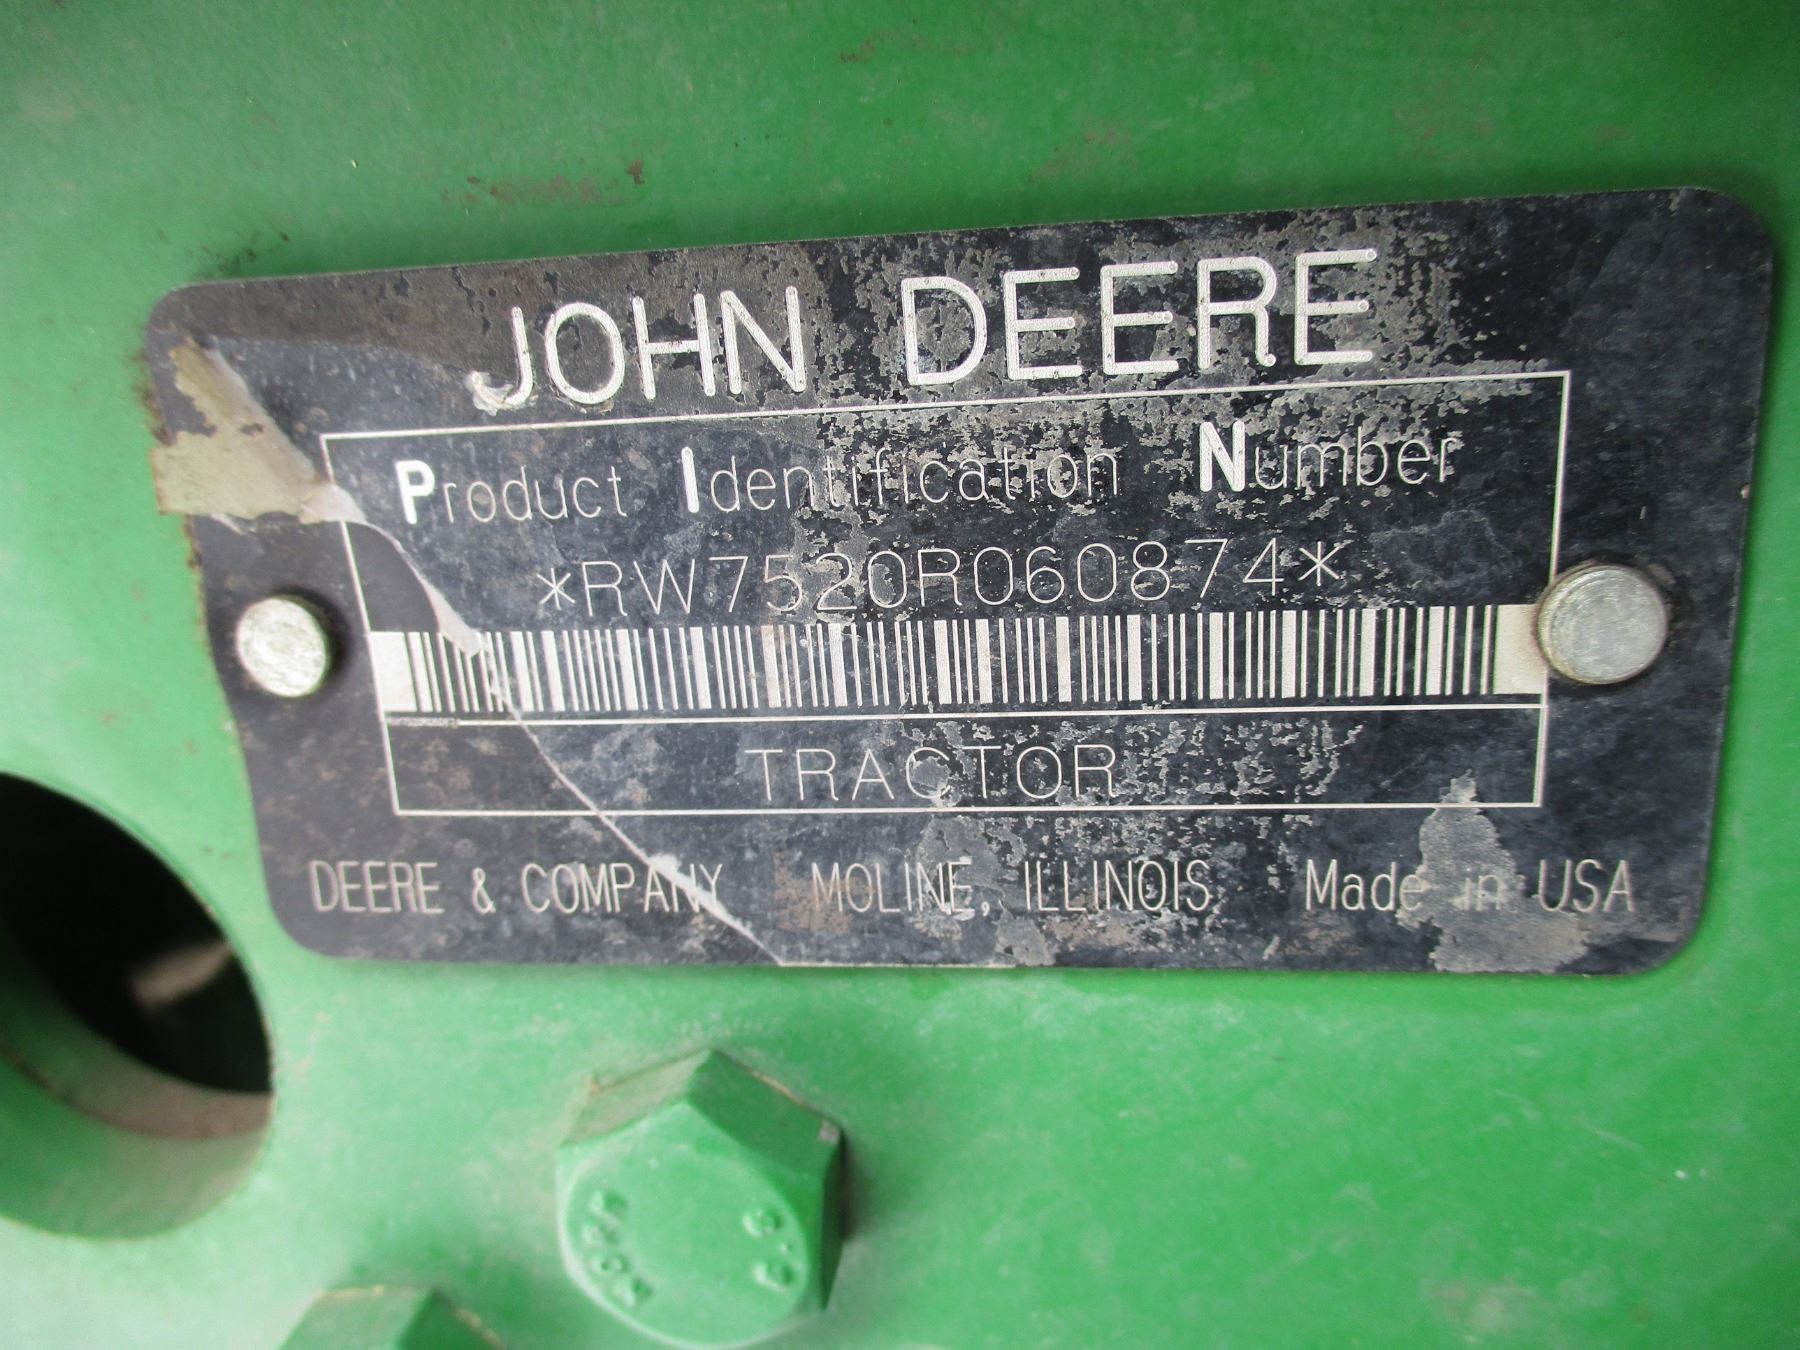 JOHN DEERE
Product Identification Number
*RW7520R060874*
TRACTOR
DEERE & COMPANY MOLINE, ILLINOIS Made in USA